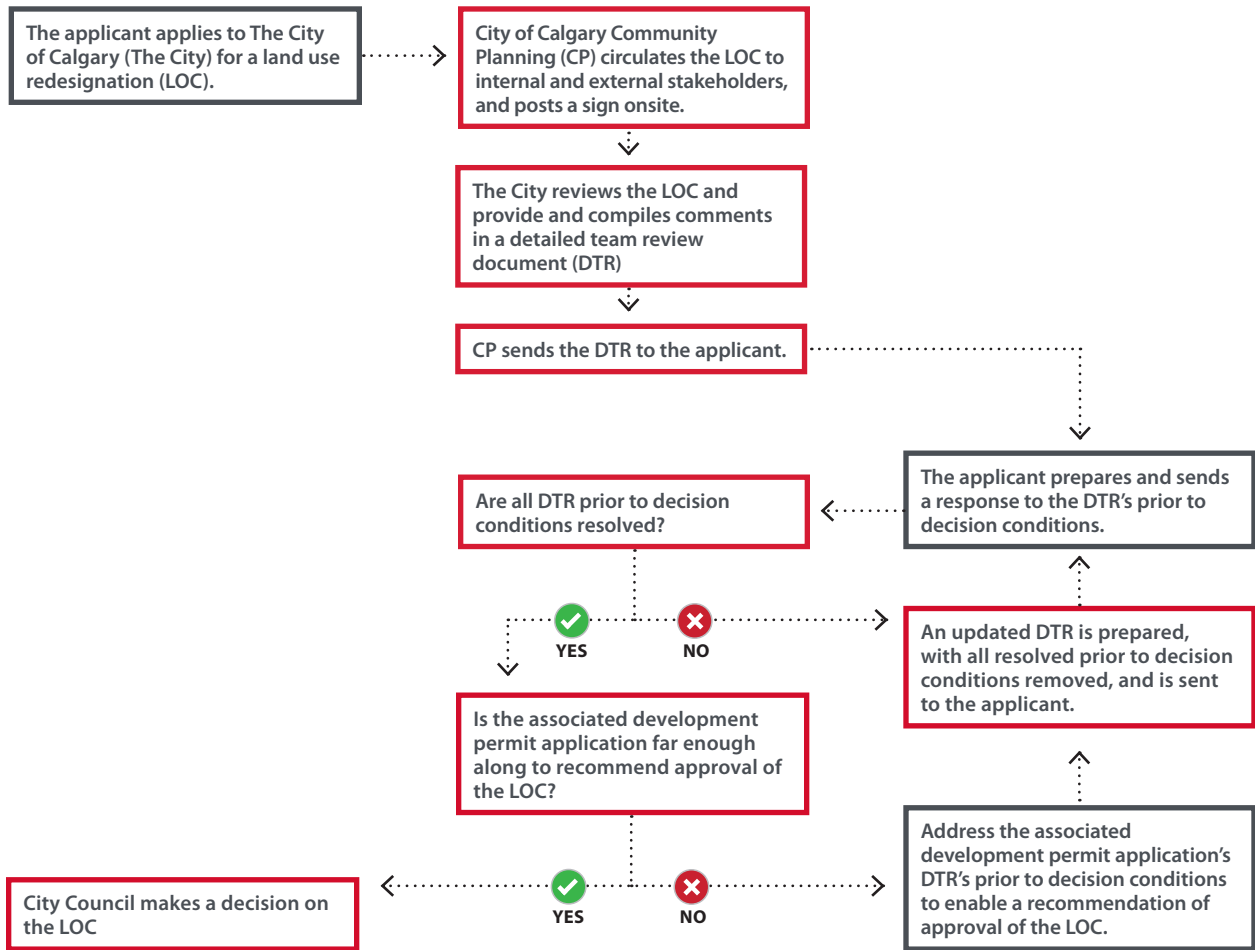 The applicant applies to The City
of Calgary (The City) for a land use
redesignation (LOC).
City of Calgary Community
Planning (CP) circulates the LOC to
internal and external stakeholders,
and posts a sign onsite.
The City reviews the LOC and
provide and compiles comments
in a detailed team review
document (DTR)
CP sends the DTR to the applicant.
The applicant prepares and sends
a response to the DTR’s prior to
decision conditions.
Are all DTR prior to decision
conditions resolved?
YES
NO
An updated DTR is prepared,
with all resolved prior to decision
conditions removed, and is sent
to the applicant.
Is the associated development
permit application far enough
along to recommend approval of
the LOC?
YES
NO
Address the associated
development permit application’s
DTR’s prior to decision conditions
to enable a recommendation of
approval of the LOC.
City Council makes a decision on
the LOC